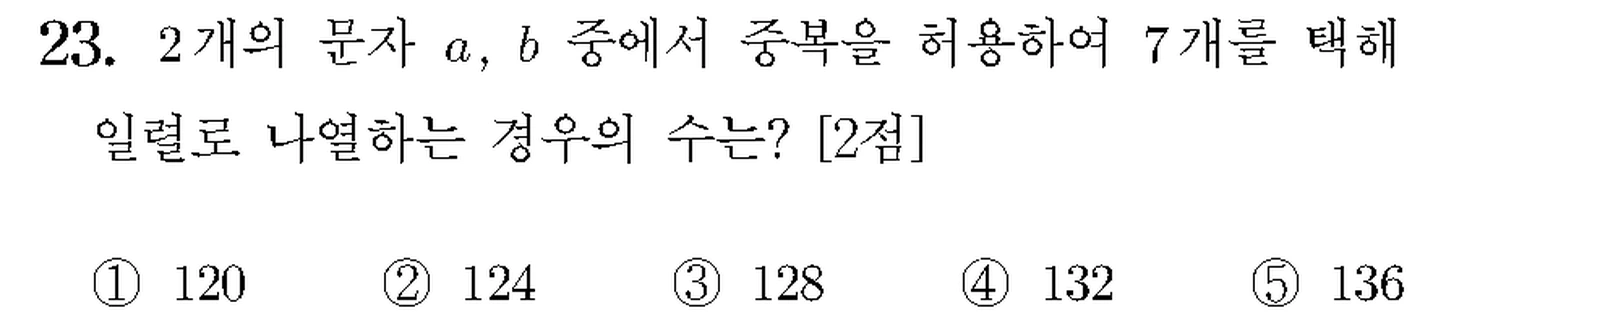 23. 2개의 문자 a, b 중에서 중복을 허용하여 7개를 택해
일렬로 나열하는 경우의 수는? [2점]
① 120 ② 124 ③ 128 ④ 132 ⑤ 136